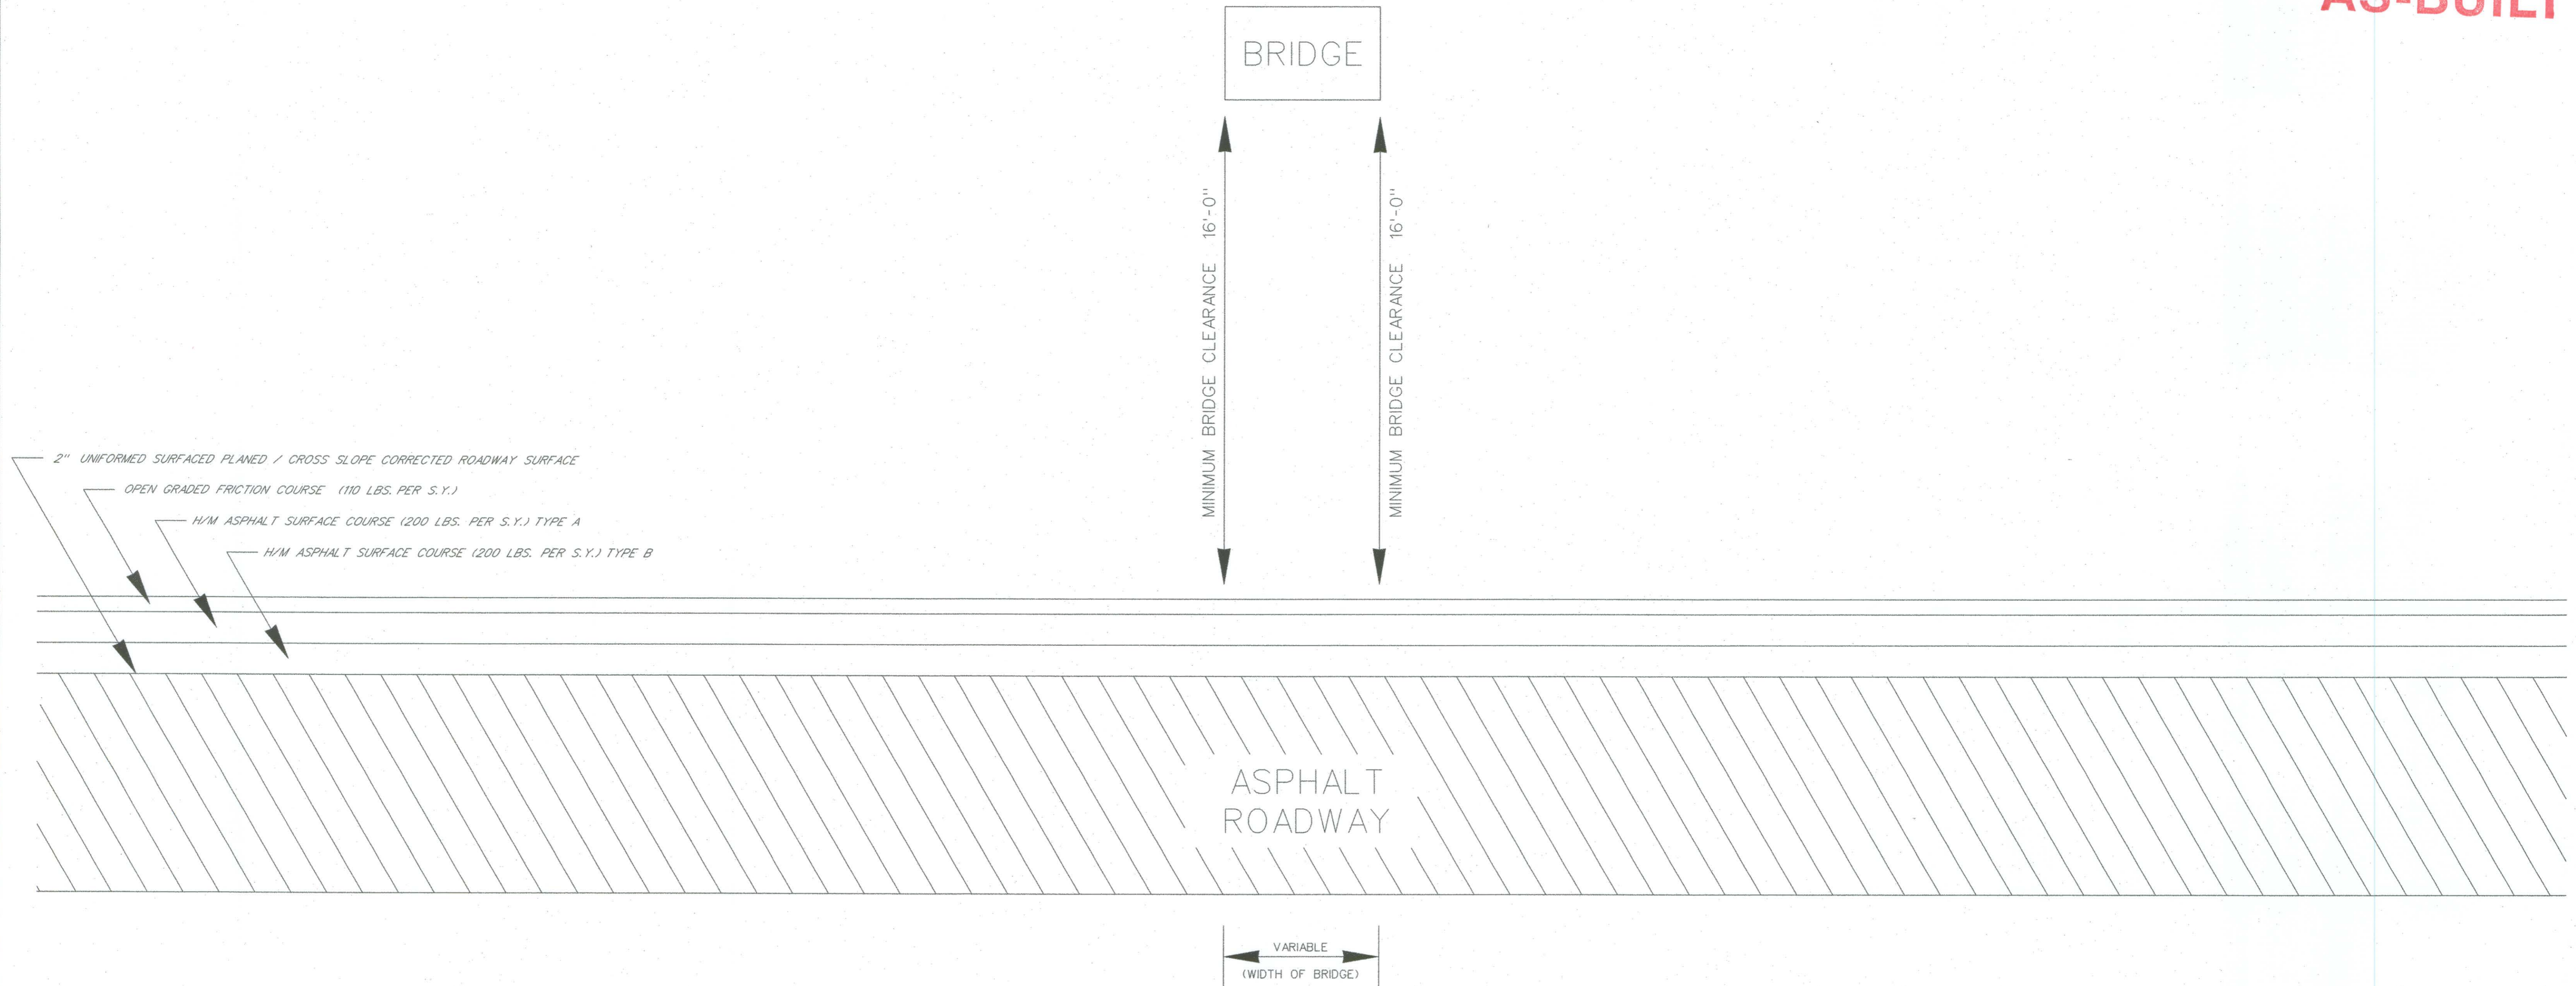 AS-BUILT
BRIDGE
MINIMUM BRIDGE CLEARANCE 16'-0"
MINIMUM BRIDGE CLEARANCE 16'-0"
2" UNIFORMED SURFACED PLANED / CROSS SLOPE CORRECTED ROADWAY SURFACE
OPEN GRADED FRICTION COURSE (110 LBS. PER S.Y.)
H/M ASPHALT SURFACE COURSE (200 LBS. PER S.Y.) TYPE A
H/M ASPHALT SURFACE COURSE (200 LBS. PER S.Y.) TYPE B
ASPHALT
ROADWAY
VARIABLE
(WIDTH OF BRIDGE)